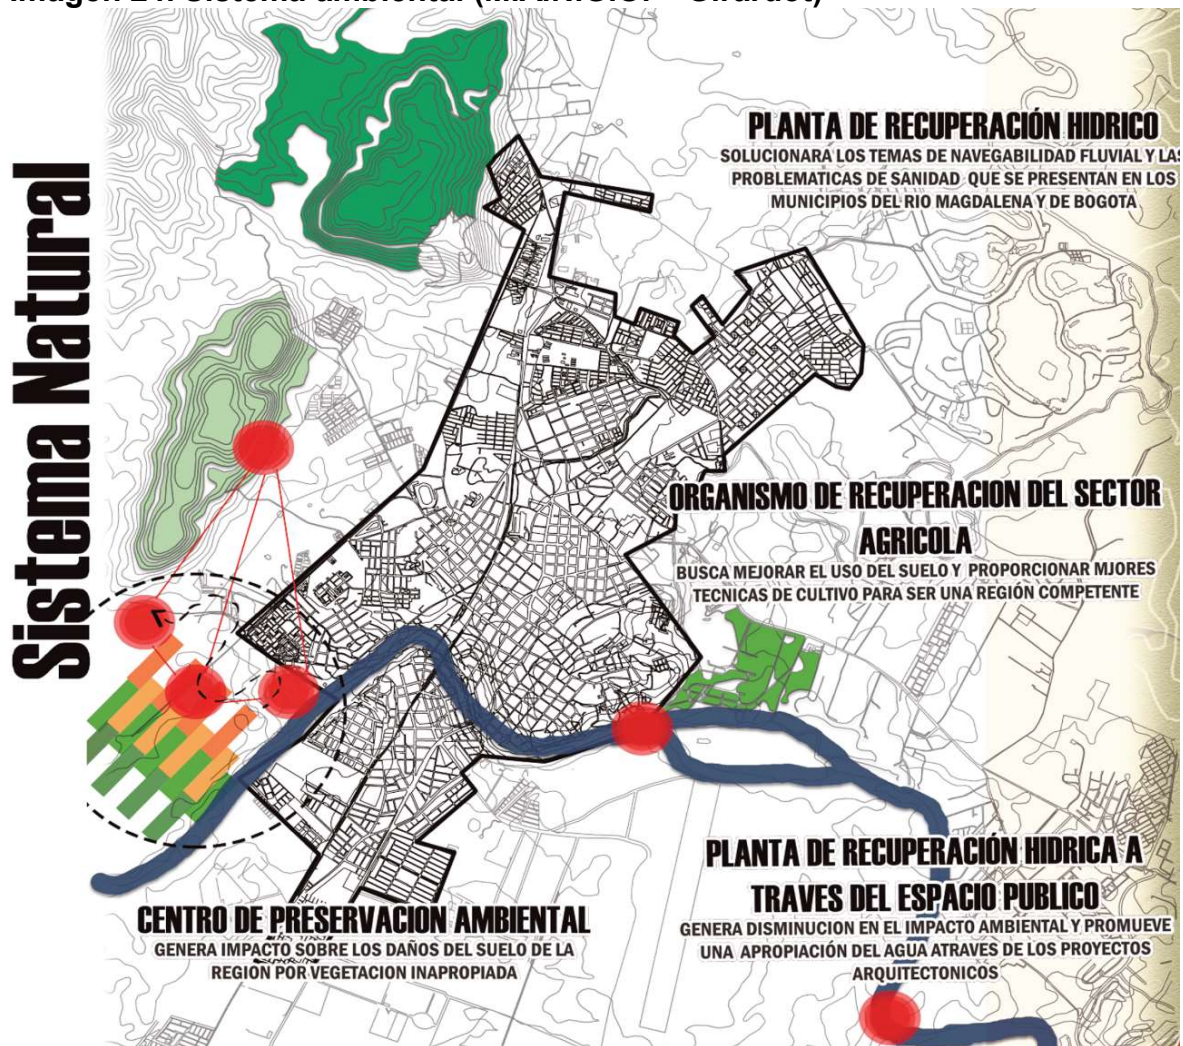 Sistema Natural
PLANTA DE RECUPERACIÓN HIDRICO
SOLUCIONARA LOS TEMAS DE NAVEGABILIDAD FLUVIAL Y LAS
PROBLEMATICAS DE SANIDAD QUE SE PRESENTAN EN LOS
MUNICIPIOS DEL RIO MAGDALENA Y DE BOGOTA
ORGANISMO DE RECUPERACION DEL SECTOR
AGRICOLA
BUSCA MEJORAR EL USO DEL SUELO Y PROPORCIONAR MJORES
TECNICAS DE CULTIVO PARA SER UNA REGIÓN COMPETENTE
PLANTA DE RECUPERACIÓN HIDRICA A
TRAVES DEL ESPACIO PUBLICO
GENERA DISMINUCION EN EL IMPACTO AMBIENTAL Y PROMUEVE
UNA APROPIACIÓN DEL AGUA ATRAVES DE LOS PROYECTOS
ARQUITECTONICOS
CENTRO DE PRESERVACION AMBIENTAL
GENERA IMPACTO SOBRE LOS DAÑOS DEL SUELO DE LA
REGION POR VEGETACION INAPROPIADA